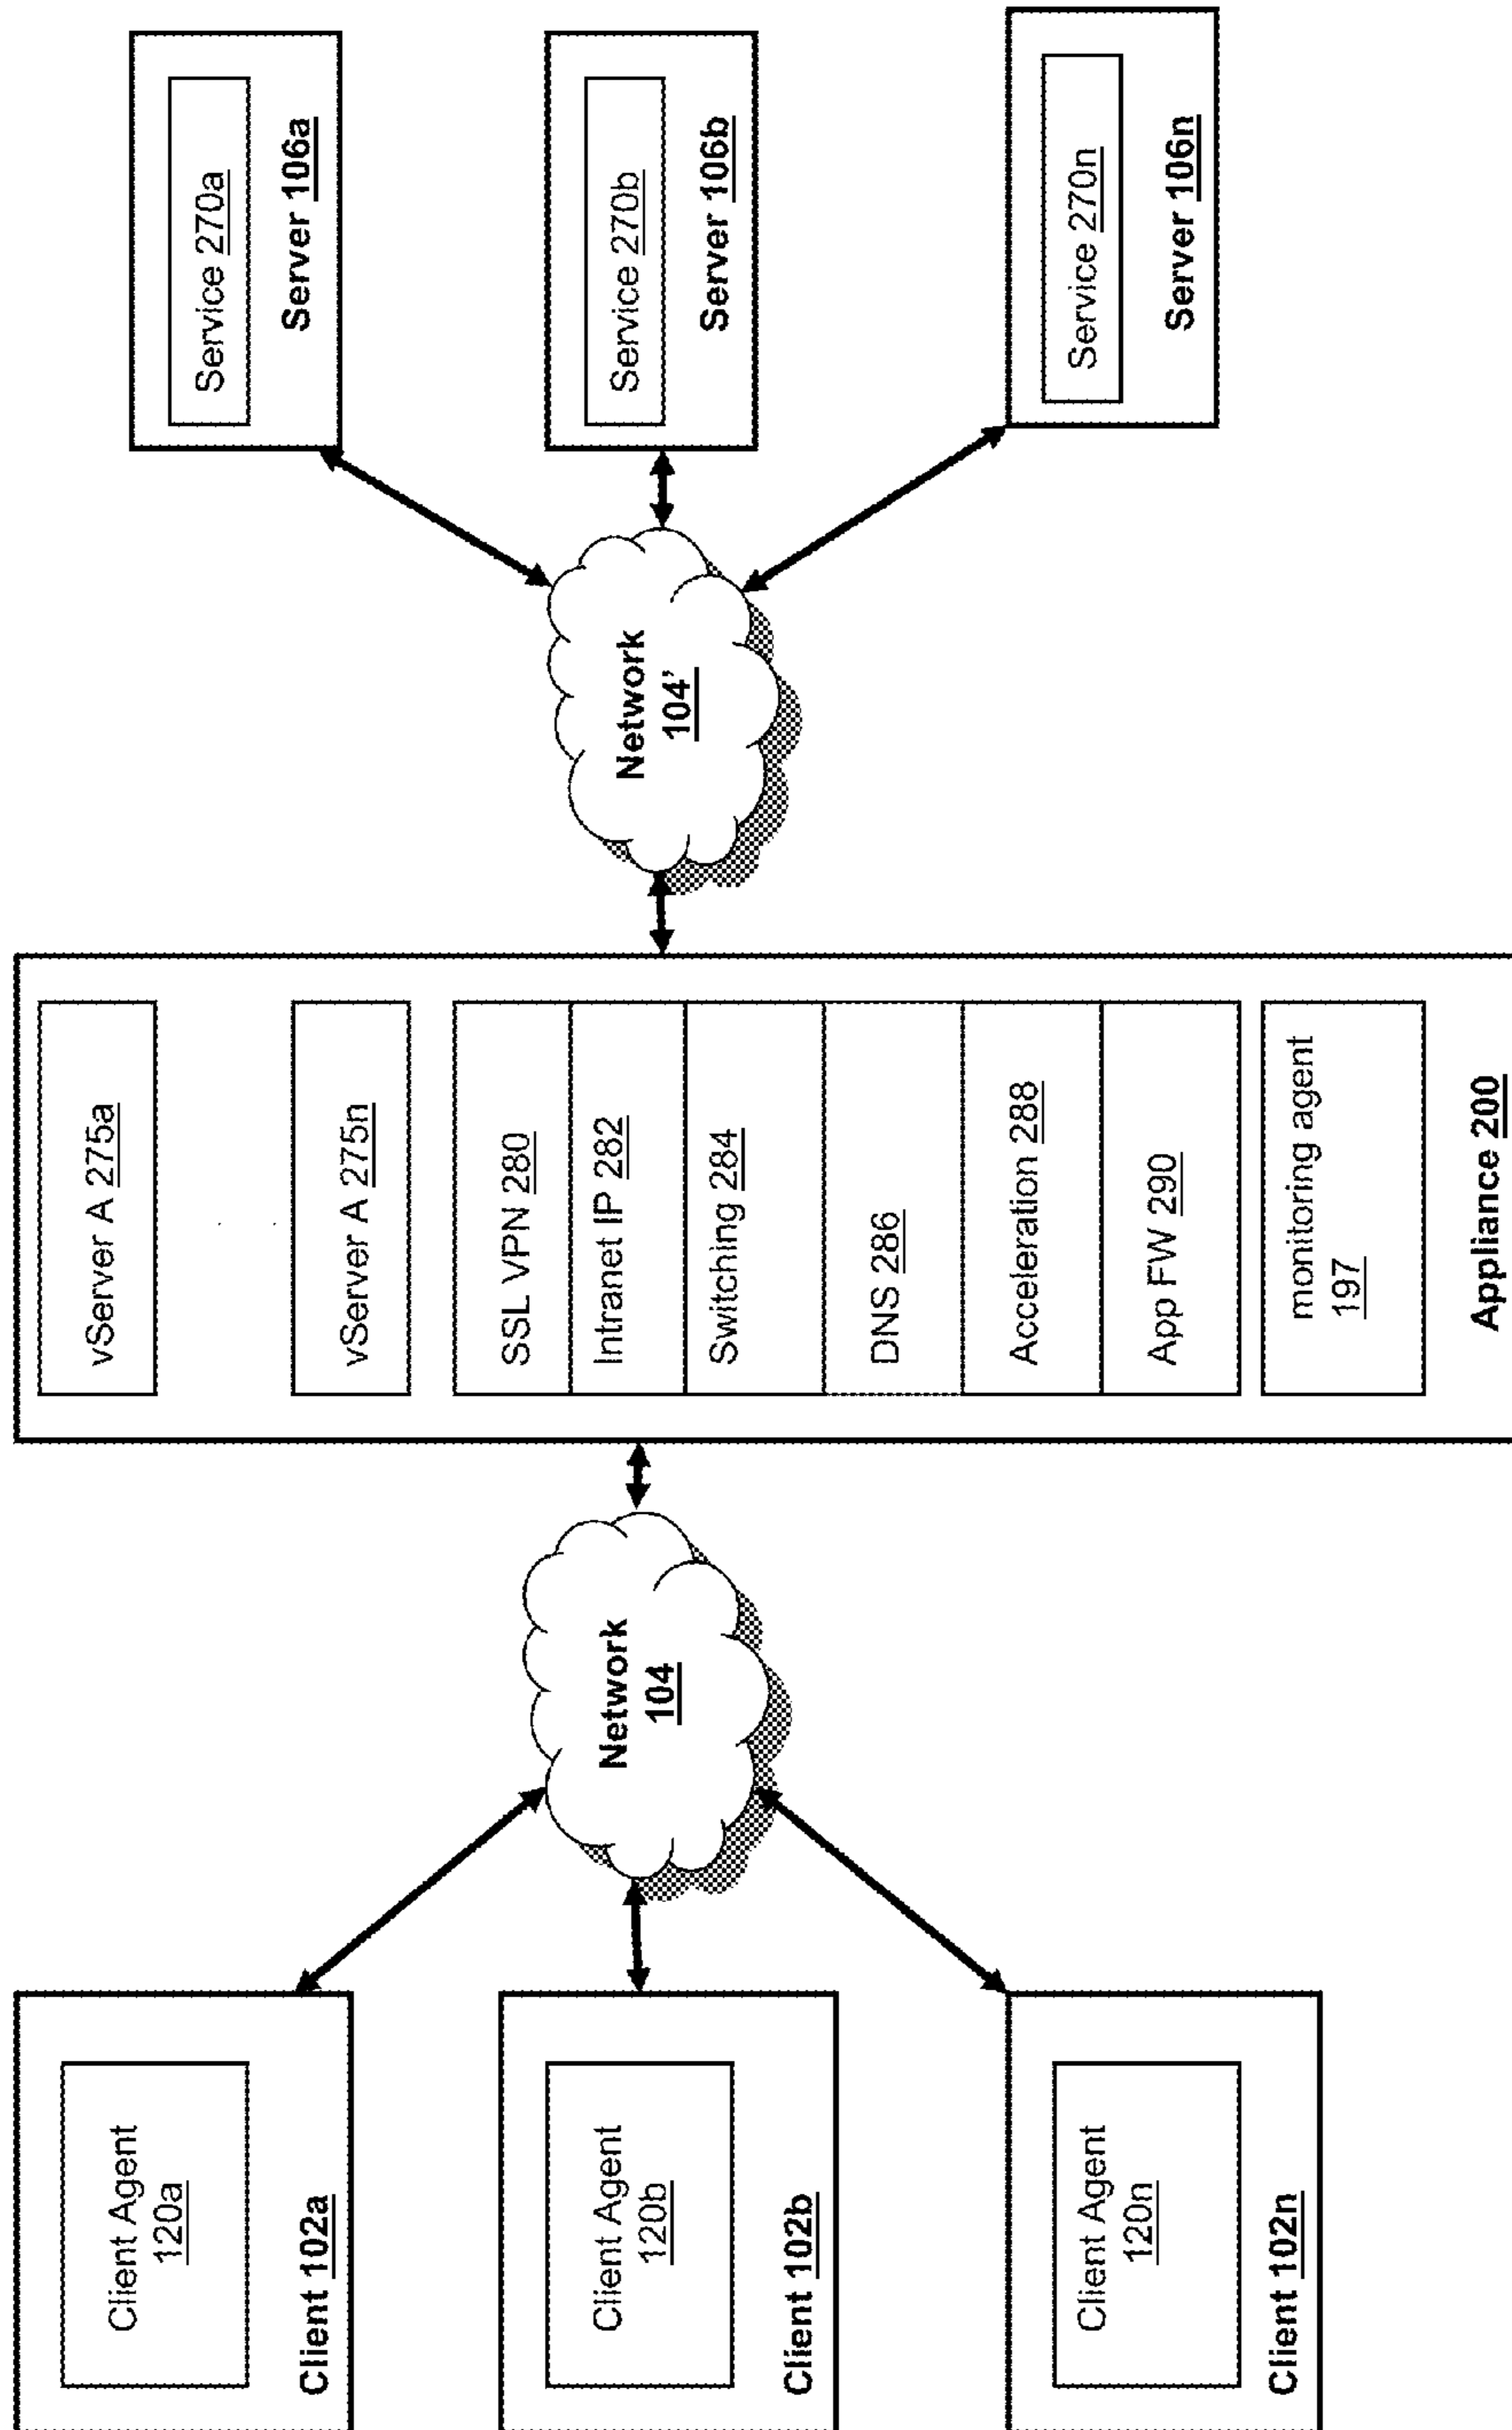 Client Agent
120a
Client 102a
Client Agent
120b
Client 102b
Client Agent
120n
Client 102n
Network
104
vServer A 275a
vServer A 275n
SSL VPN 280
Intranet IP 282
Switching 284
DNS 286
Acceleration 288
App FW 290
monitoring agent
197
Appliance 200
Network
104'
Service 270a
Server 106a
Service 270b
Server 106b
Service 270n
Server 106n